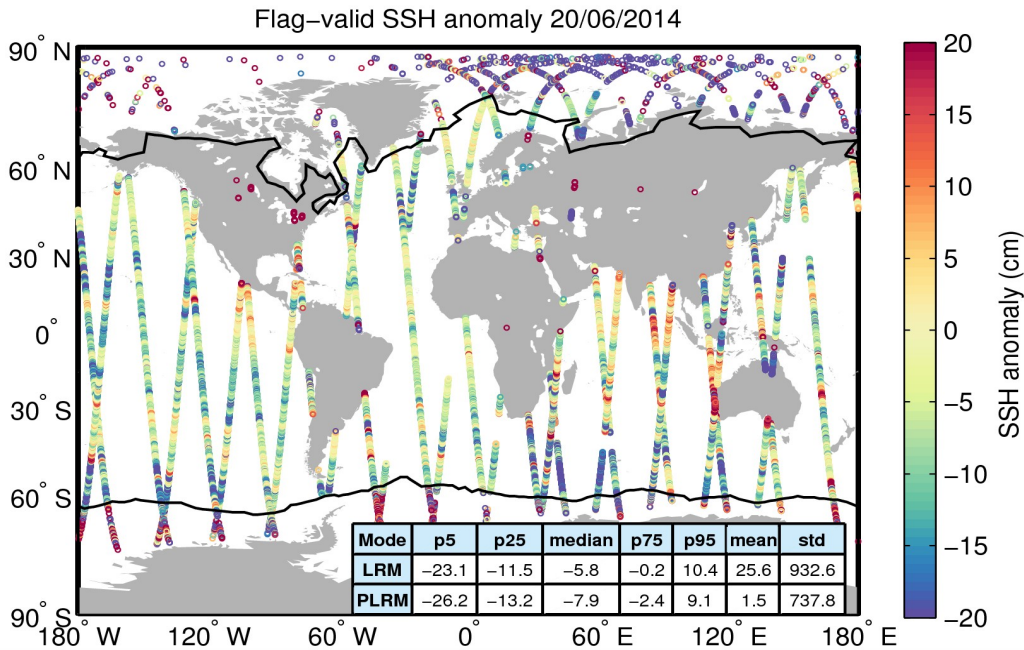 Flag−valid SSH anomaly 20/06/2014
90° N
60° N
30° N
0°
30° S
60° S
90° S
180° W
120° W
60° W
0°
60° E
120° E
180° E
20
15
10
5
0
−5
−10
−15
−20
SSH anomaly (cm)
Mode p5 p25 median p75 p95 mean std
LRM −23.1 −11.5 −5.8 −0.2 10.4 25.6 932.6
PLRM −26.2 −13.2 −7.9 −2.4 9.1 1.5 737.8